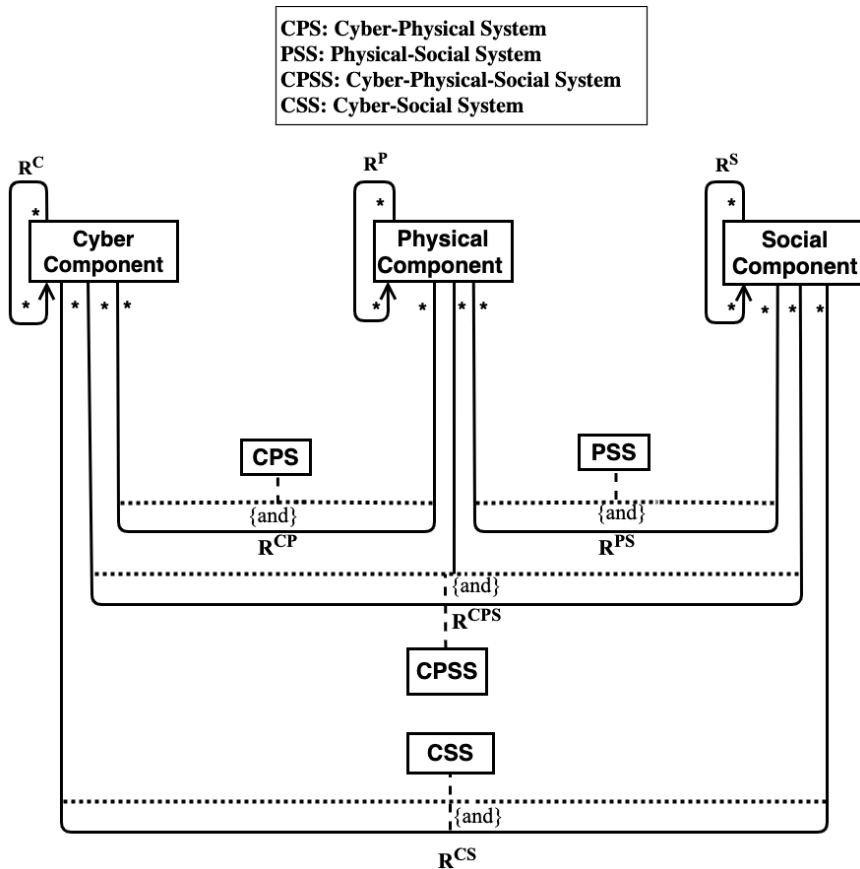 CPS: Cyber-Physical System
PSS: Physical-Social System
CPSS: Cyber-Physical-Social System
CSS: Cyber-Social System
R^C
R^P
R^S
* * *
Cyber
Component
Physical
Component
Social
Component
* * * * * * * * * * * *
CPS
PSS
{and}
{and}
R^CP
R^PS
{and}
R^CPS
CPSS
CSS
{and}
R^CS